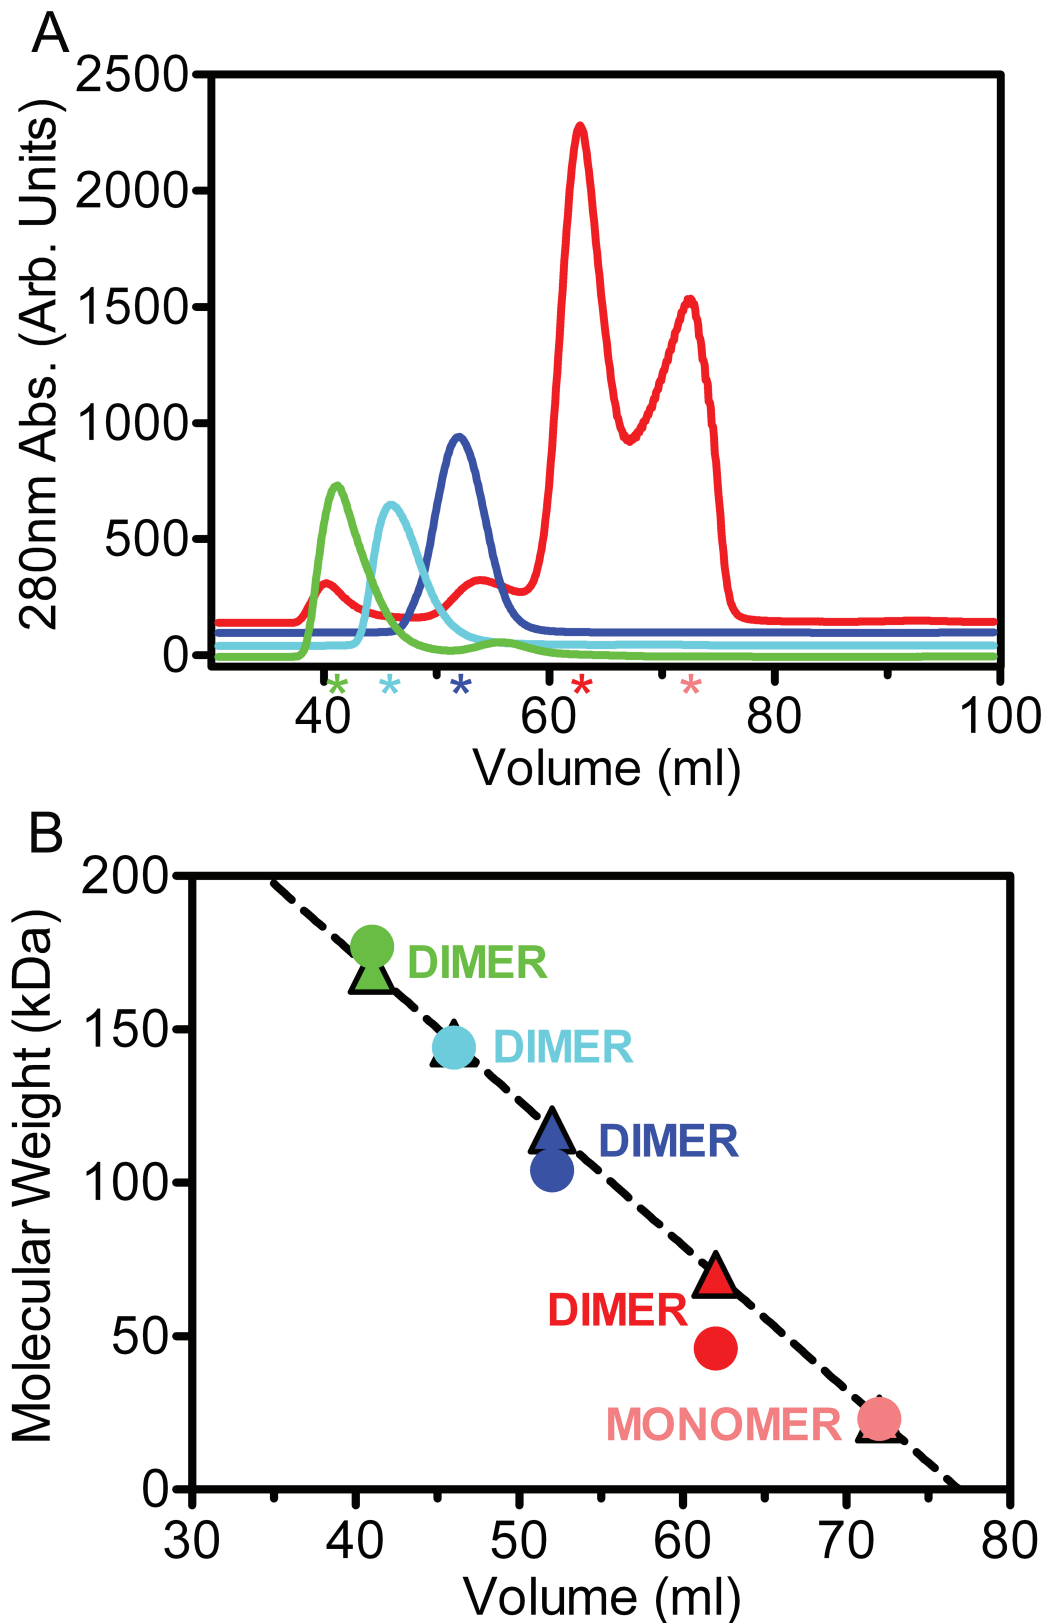 A
2500
2000
1500
1000
500
0
280nm Abs. (Arb. Units)
* * * * *
40 60 80 100
Volume (ml)
B
200
150
100
50
0
Molecular Weight (kDa)
DIMER
DIMER
DIMER
DIMER
MONOMER
30 40 50 60 70 80
Volume (ml)